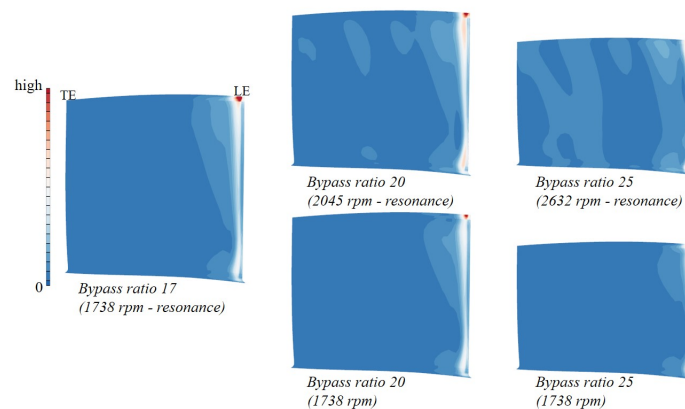 high
TE
LE
0
Bypass ratio 17
(1738 rpm - resonance)
Bypass ratio 20
(2045 rpm - resonance)
Bypass ratio 25
(2632 rpm - resonance)
Bypass ratio 20
(1738 rpm)
Bypass ratio 25
(1738 rpm)